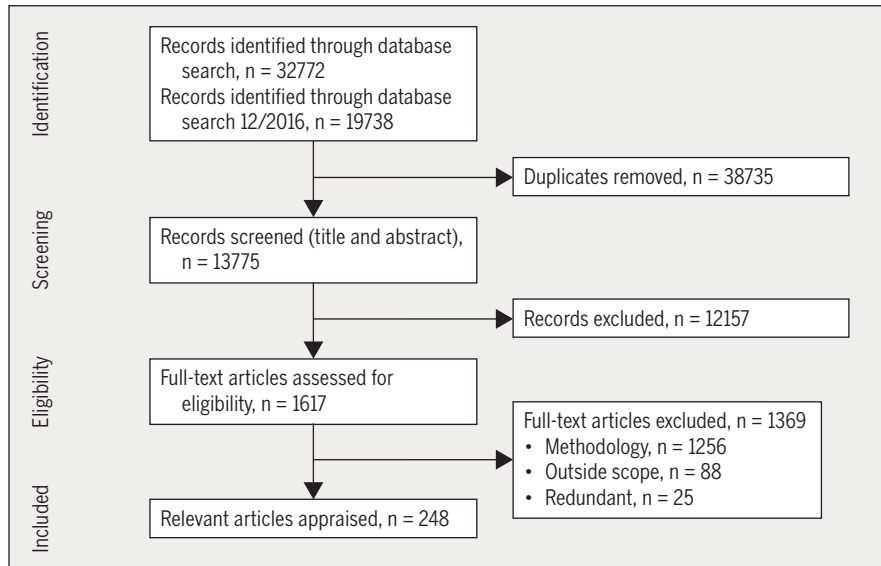 Identification
Records identified through database
search, n = 32772
Records identified through database
search 12/2016, n = 19738
Duplicates removed, n = 38735
Screening
Records screened (title and abstract),
n = 13775
Records excluded, n = 12157
Eligibility
Full-text articles assessed for
eligibility, n = 1617
Full-text articles excluded, n = 1369
• Methodology, n = 1256
• Outside scope, n = 88
• Redundant, n = 25
Included
Relevant articles appraised, n = 248